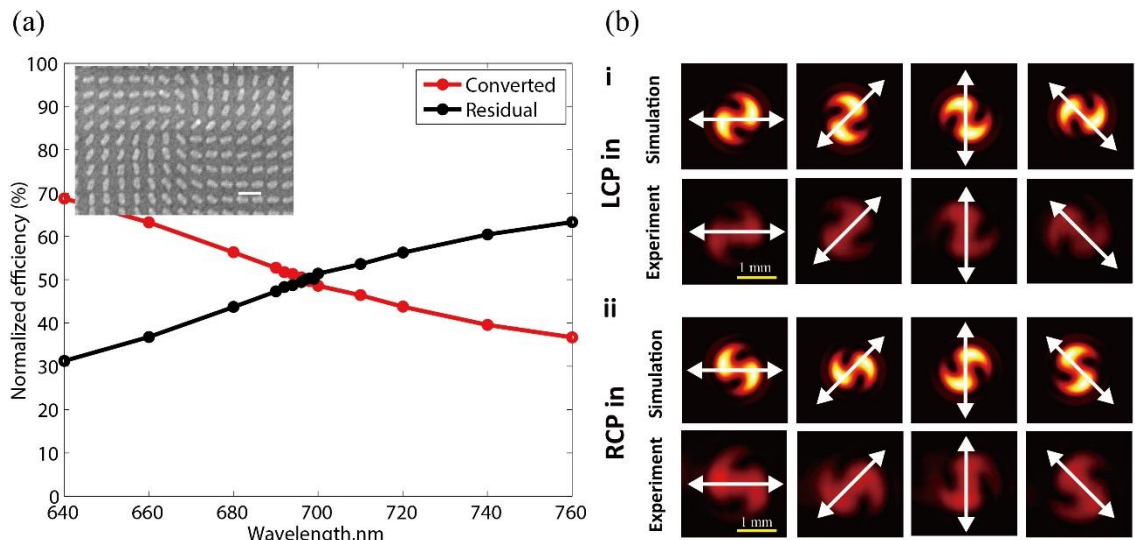 (a)
Normalized efficiency (%)
100
90
80
70
60
50
40
30
20
10
0
640
660
680
700
720
740
760
Wavelength,nm
Converted
Residual
(b)
i
LCP in
Simulation
Experiment
1 mm
ii
RCP in
Simulation
Experiment
1 mm